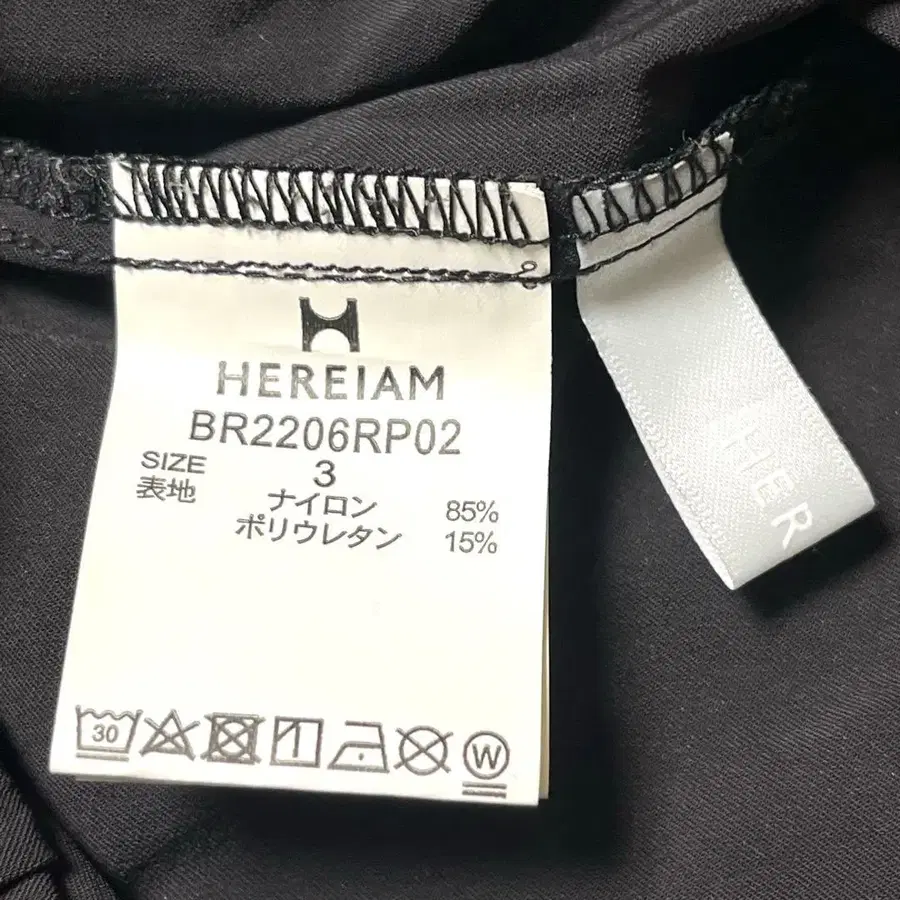 HEREIAM
BR2206RP02
SIZE 3
表地 ナイロン 85%
ポリウレタン 15%
30
W